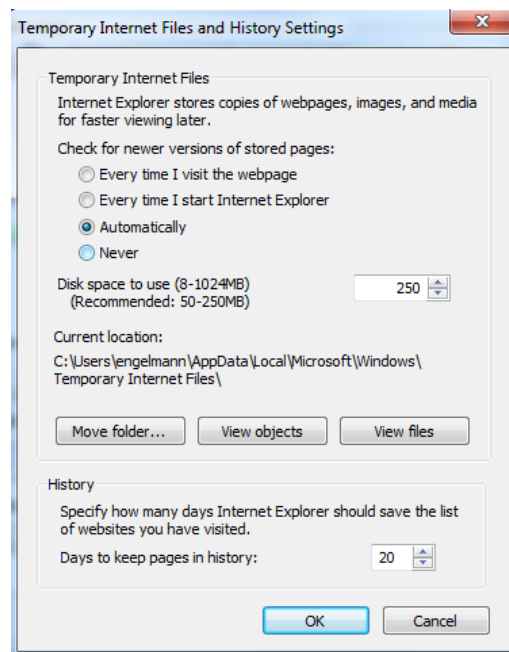 Temporary Internet Files and History Settings
Temporary Internet Files
Internet Explorer stores copies of webpages, images, and media
for faster viewing later.
Check for newer versions of stored pages:
Every time I visit the webpage
Every time I start Internet Explorer
Automatically
Never
Disk space to use (8-1024MB)
250
(Recommended: 50-250MB)
Current location:
C:\Users\engelmann\AppData\Local\Microsoft\Windows\
Temporary Internet Files\
Move folder...
View objects
View files
History
Specify how many days Internet Explorer should save the list
of websites you have visited.
Days to keep pages in history:
20
OK
Cancel